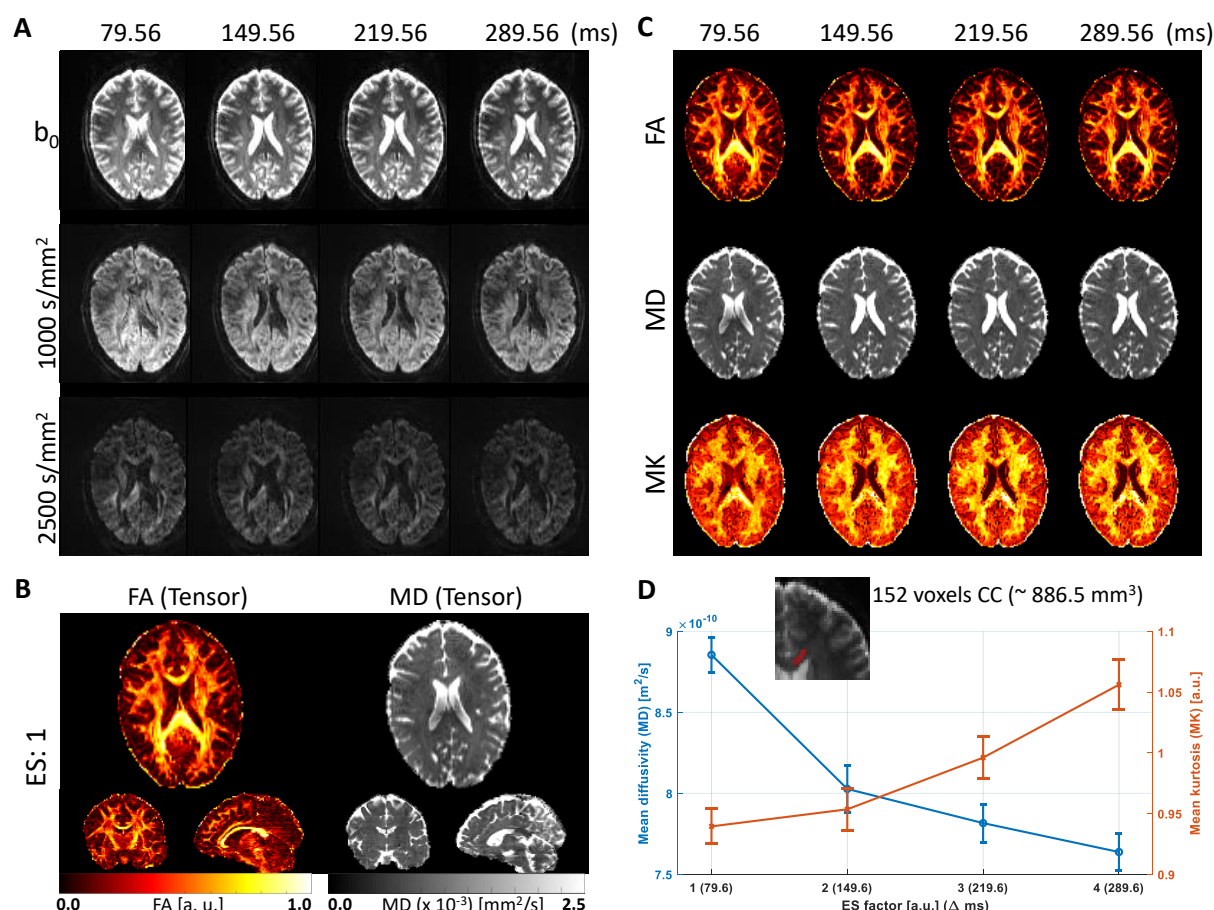 A
79.56 149.56 219.56 289.56 (ms)
b0
1000 s/mm²
2500 s/mm²
B
FA (Tensor) MD (Tensor)
ES: 1
0.0 1.0
FA [a. u.]
0.0 2.5
MD (x 10⁻³) [mm²/s]
C
79.56 149.56 219.56 289.56 (ms)
FA
MD
MK
D
152 voxels CC (~ 886.5 mm³)
×10⁻¹⁰
9
8.5
8
7.5
Mean diffusivity (MD) [m²/s]
1.1
1.05
1
0.95
0.9
Mean kurtosis (MK) [a.u.]
1 (79.6) 2 (149.6) 3 (219.6) 4 (289.6)
ES factor [a.u.] (Δ ms)